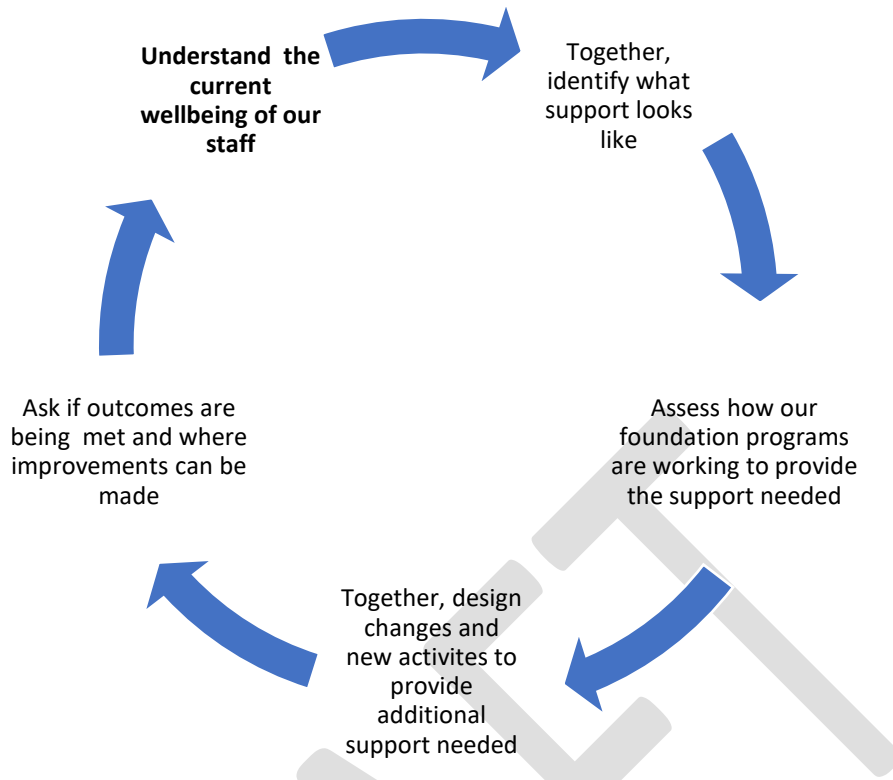 Understand  the
current
wellbeing of our
staff
Together,
identify what
support looks
like
Assess how our
foundation programs
are working to provide
the support needed
Together, design
changes and
new activites to
provide
additional
support needed
Ask if outcomes are
being  met and where
improvements can be
made